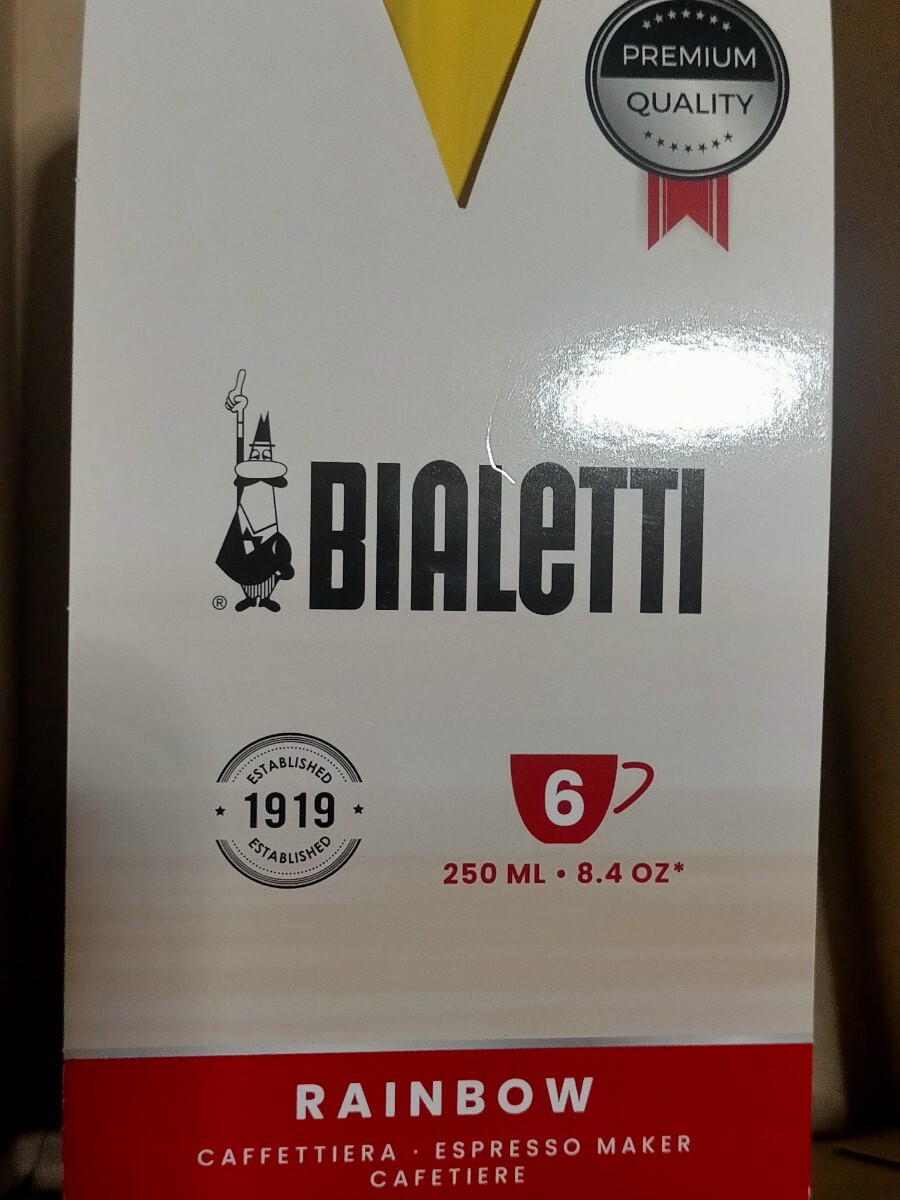 PREMIUM
QUALITY
BIALeTTI
®
ESTABLISHED
1919
ESTABLISHED
6
250 ML • 8.4 OZ*
RAINBOW
CAFFETTIERA · ESPRESSO MAKER
CAFETIERE